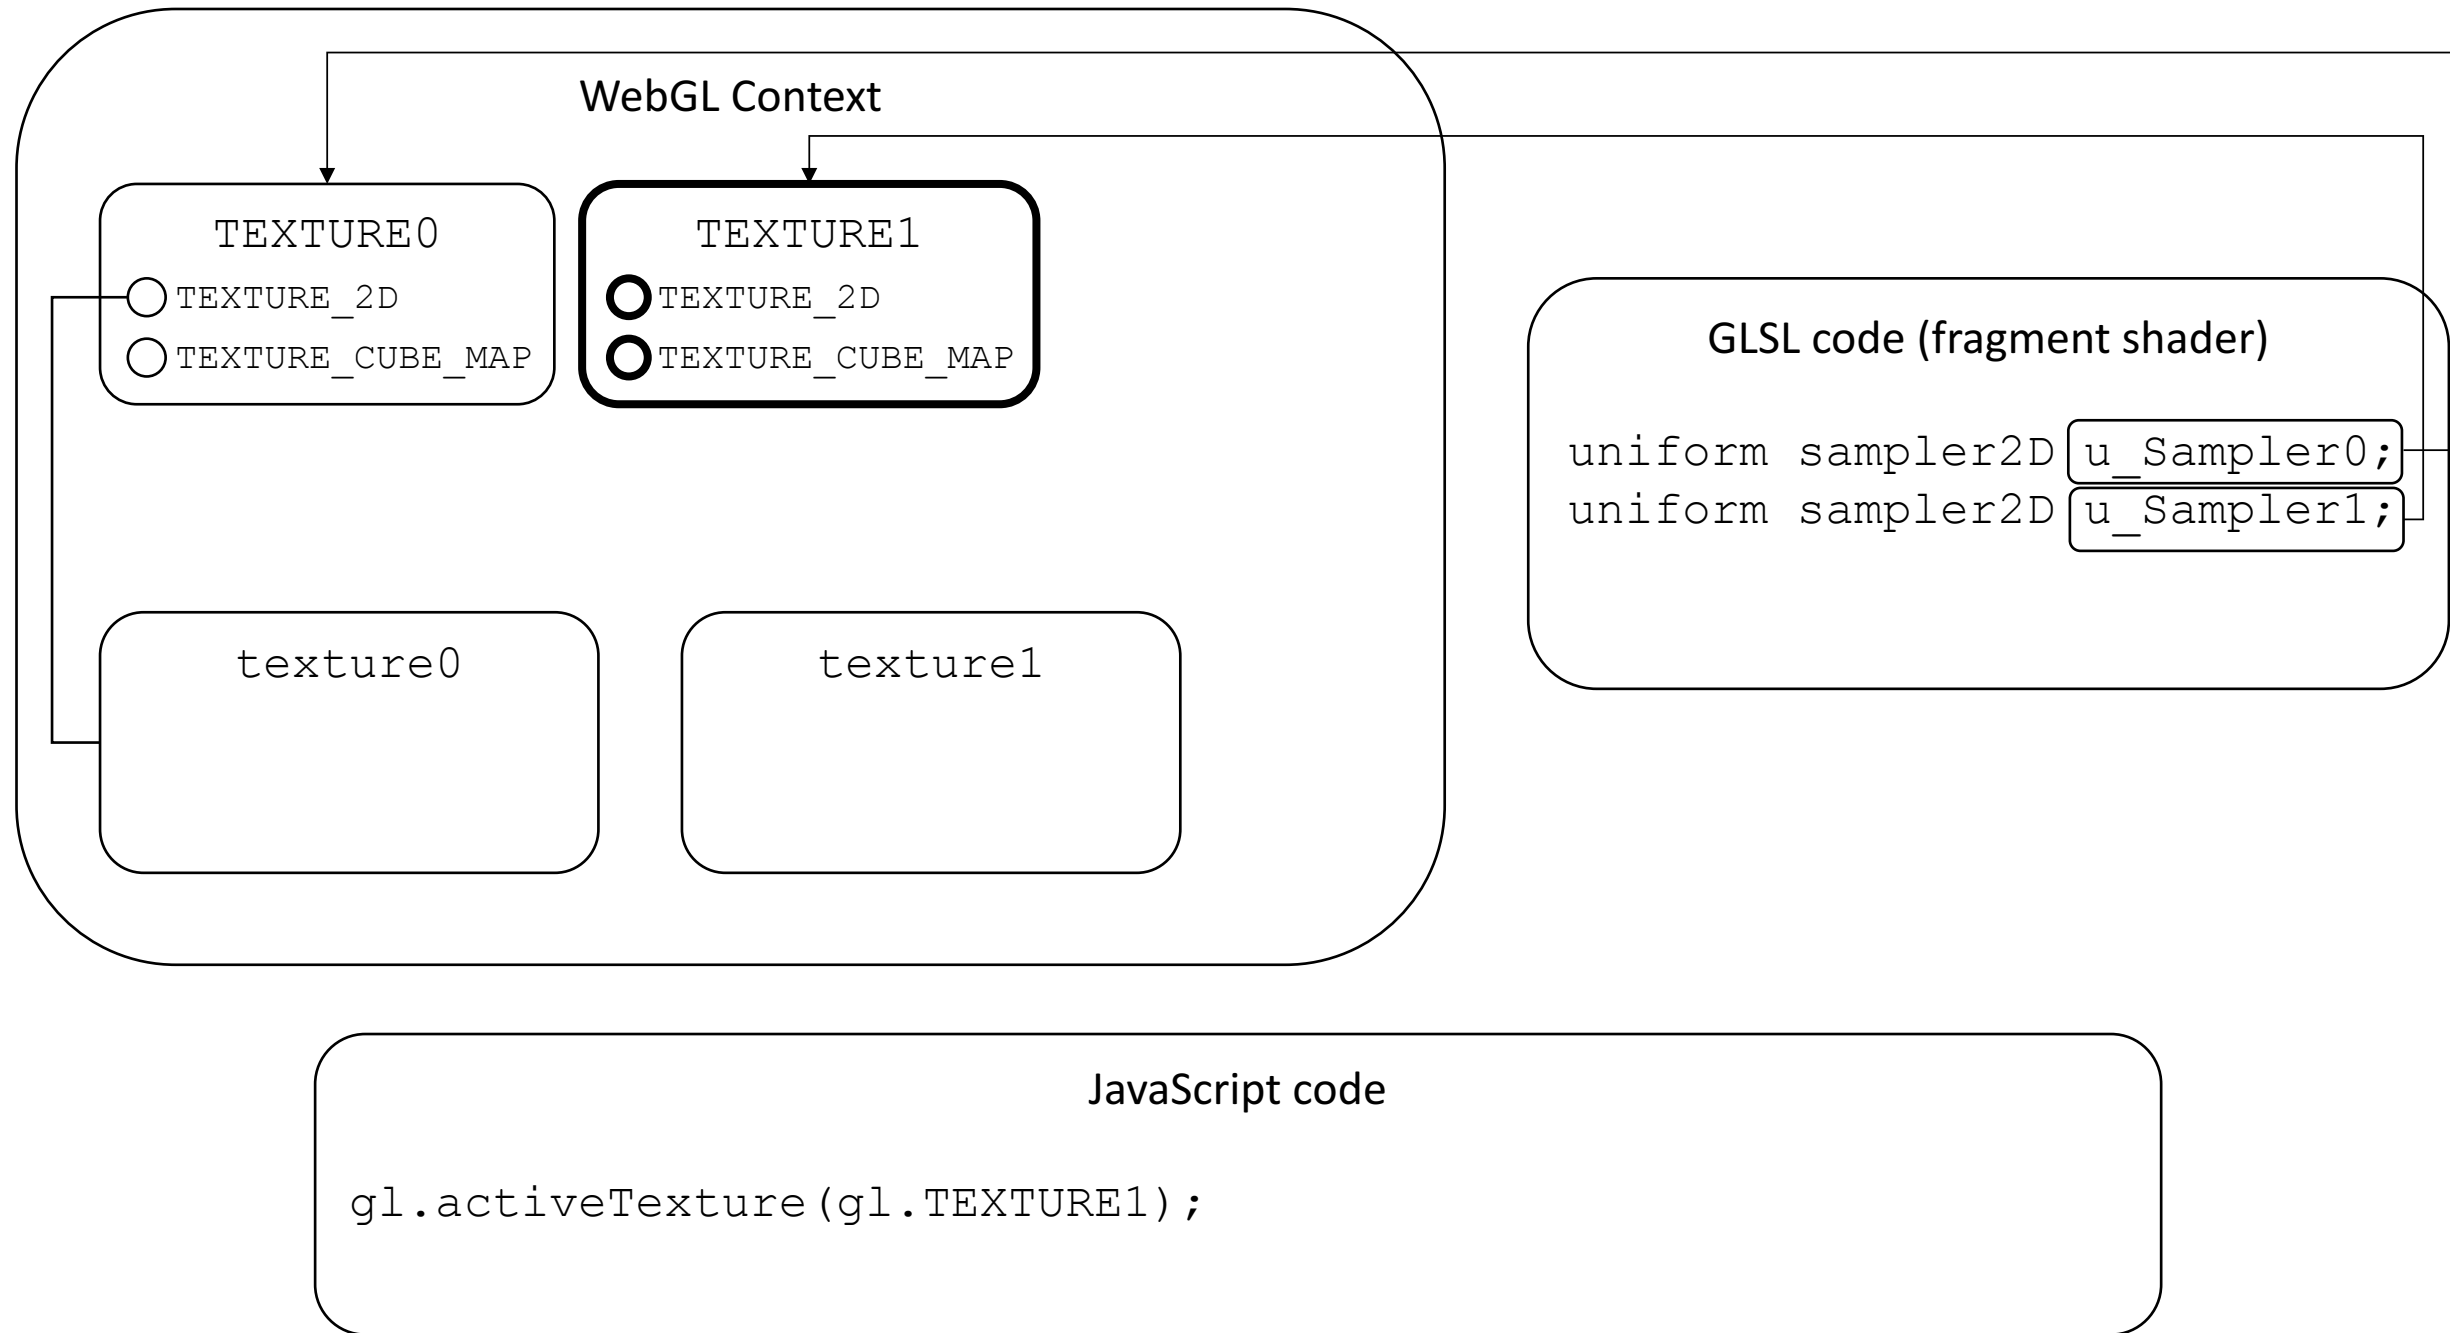 WebGL Context
TEXTURE0
TEXTURE_2D
TEXTURE_CUBE_MAP
TEXTURE1
TEXTURE_2D
TEXTURE_CUBE_MAP
GLSL code (fragment shader)
uniform sampler2D u_Sampler0;
uniform sampler2D u_Sampler1;
texture0
texture1
JavaScript code
gl.activeTexture(gl.TEXTURE1);